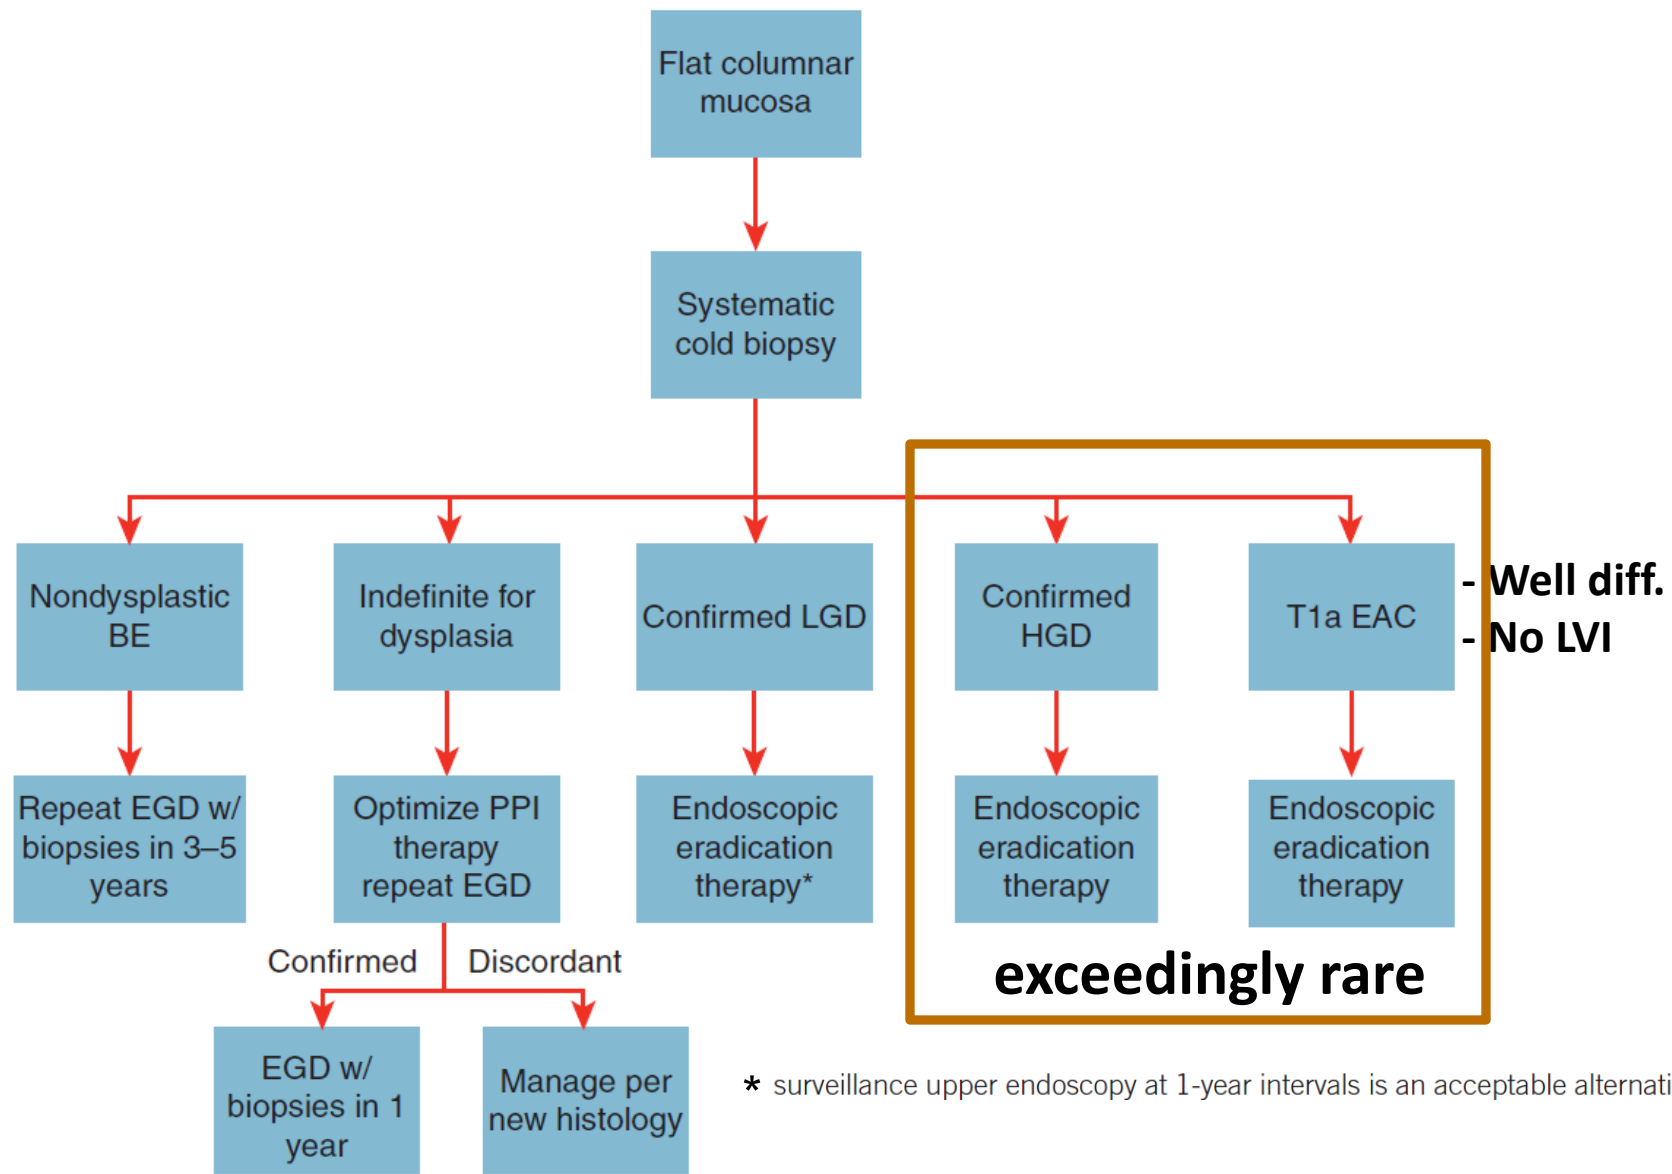 Flat columnar
mucosa
Systematic
cold biopsy
Nondysplastic
BE
Indefinite for
dysplasia
Confirmed LGD
Confirmed
HGD
T1a EAC
- Well diff.
- No LVI
Repeat EGD w/
biopsies in 3–5
years
Optimize PPI
therapy
repeat EGD
Endoscopic
eradication
therapy*
Endoscopic
eradication
therapy
Endoscopic
eradication
therapy
exceedingly rare
Confirmed
Discordant
EGD w/
biopsies in 1
year
Manage per
new histology
* surveillance upper endoscopy at 1-year intervals is an acceptable alternati